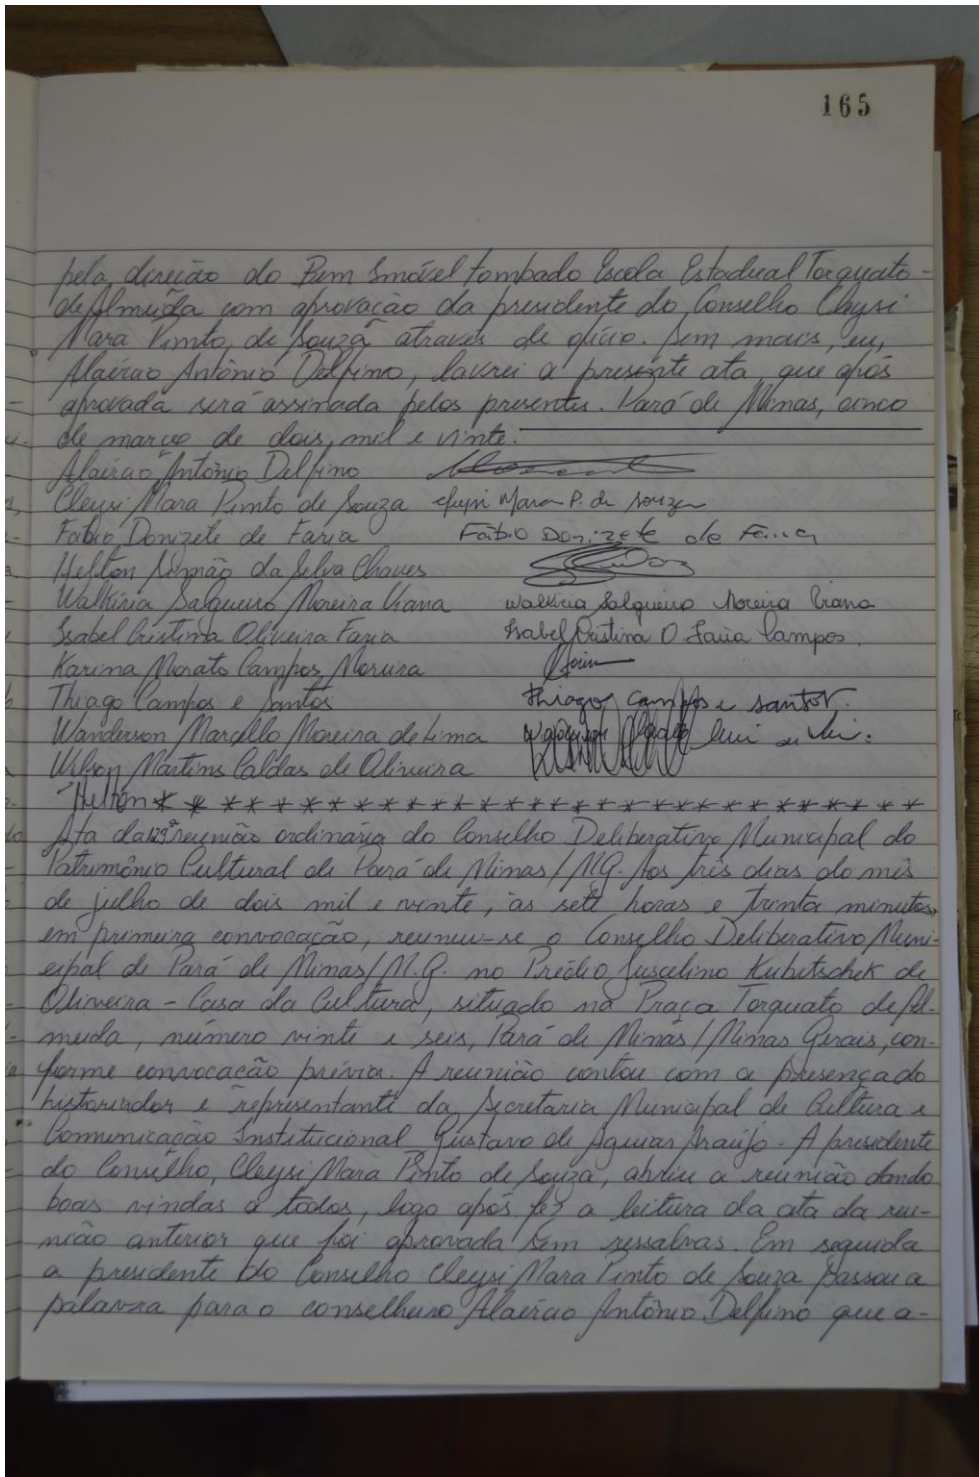 165
pela direção do Bem Imóvel tombado Escola Estadual Torquato
de Almeida com aprovação da presidente do Conselho Cleysi
Mara Pinto de Souza através de ofício. Sem mais, eu,
Alaércio Antônio Delfino, lavrei a presente ata, que após
aprovada será assinada pelos presentes. Pará de Minas, cinco
de março de dois mil e vinte.
Alaércio Antônio Delfino
Cleysi Mara Pinto de Souza Cleysi Mara P. de Souza
Fábio Donizete de Faria Fábio Donizete de Faria
Helton Simão da Silva Chaves
Walkíria Salgueiro Moreira Viana Walkiria Salgueiro Moreira Viana
Isabel Cristina Oliveira Faria Isabel Cristina O. Faria Campos.
Karina Morato Campos Moreira
Thiago Campos e Santos Thiago Campos e Santos.
Wanderson Marcello Moreira de Lima
Wilson Martins Caldas de Oliveira
Helton * * * * * * * * * * * * * * * * * * * * * * * * * * * * * *
Ata da 129ª reunião ordinária do Conselho Deliberativo Municipal do
Patrimônio Cultural de Pará de Minas/MG. Aos três dias do mês
de julho de dois mil e vinte, às sete horas e trinta minutos,
em primeira convocação, reuniu-se o Conselho Deliberativo Muni-
cipal de Pará de Minas/M.G. no Prédio Juscelino Kubitschek de
Oliveira - Casa da Cultura, situado na Praça Torquato de Al-
meida, número vinte e seis, Pará de Minas/Minas Gerais, con-
forme convocação prévia. A reunião contou com a presença do
historiador e representante da Secretaria Municipal de Cultura e
Comunicação Institucional Gustavo de Aguiar Araújo. A presidente
do Conselho, Cleysi Mara Pinto de Souza, abriu a reunião dando
boas vindas a todos, logo após fez a leitura da ata da reu-
nião anterior que foi aprovada sem ressalvas. Em seguida
a presidente do Conselho Cleysi Mara Pinto de Souza passou a
palavra para o conselheiro Alaércio Antônio Delfino que a-